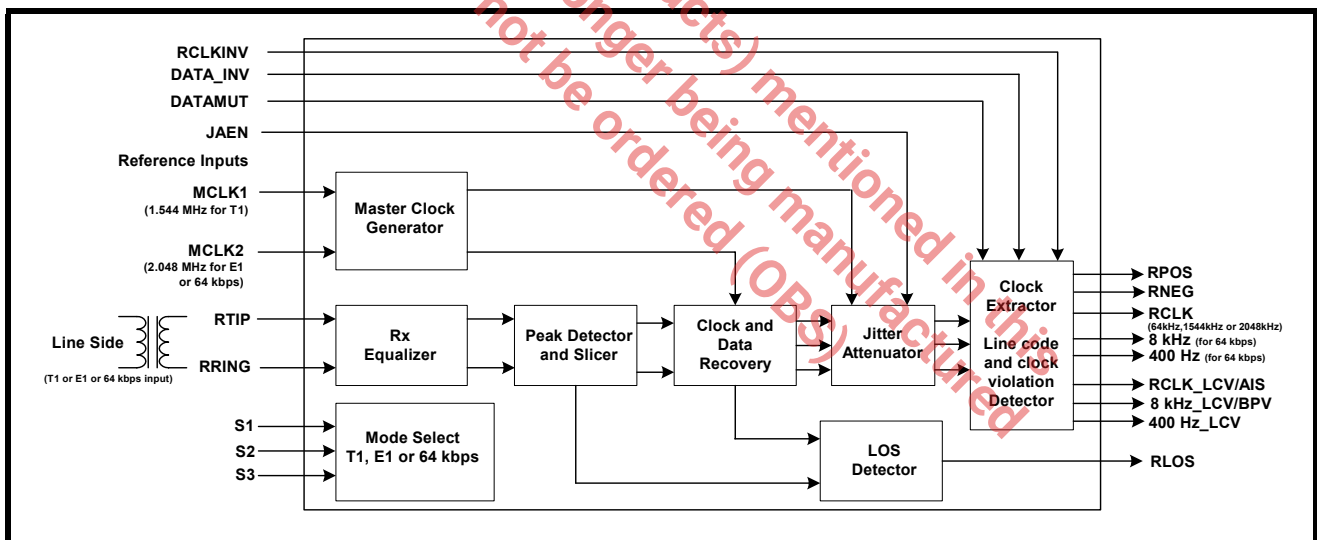 RCLKINV
DATA_INV
DATAMUT
JAEN
Reference Inputs
MCLK1
(1.544 MHz for T1)
MCLK2
(2.048 MHz for E1
or 64 kbps)
Master Clock
Generator
Line Side
(T1 or E1 or 64 kbps input)
RTIP
RRING
Rx
Equalizer
Peak Detector
and Slicer
Clock and
Data
Recovery
Jitter
Attenuator
Clock
Extractor
Line code
and clock
violation
Detector
S1
S2
S3
Mode Select
T1, E1 or 64 kbps
LOS
Detector
RPOS
RNEG
RCLK
(64kHz,1544kHz or 2048kHz)
8 kHz (for 64 kbps)
400 Hz (for 64 kbps)
RCLK_LCV/AIS
8 kHz_LCV/BPV
400 Hz_LCV
RLOS
mentioned in this
being manufactured
not be ordered (OBS)